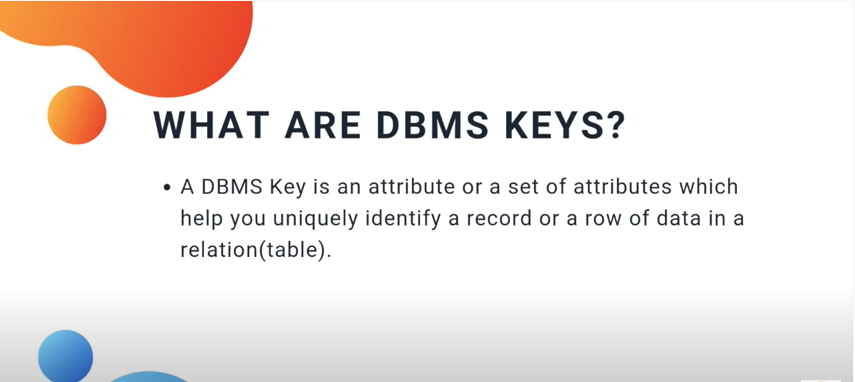 WHAT ARE DBMS KEYS?
• A DBMS Key is an attribute or a set of attributes which
help you uniquely identify a record or a row of data in a
relation(table).